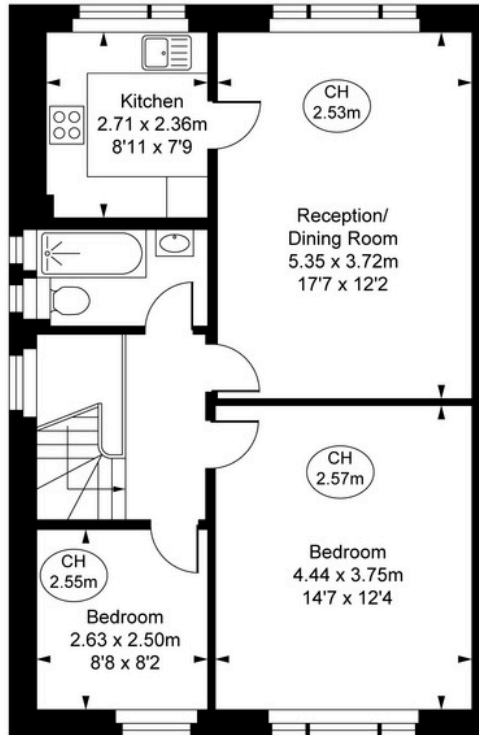 Kitchen
2.71 x 2.36m
8'11 x 7'9
CH
2.53m
Reception/
Dining Room
5.35 x 3.72m
17'7 x 12'2
CH
2.57m
Bedroom
4.44 x 3.75m
14'7 x 12'4
CH
2.55m
Bedroom
2.63 x 2.50m
8'8 x 8'2